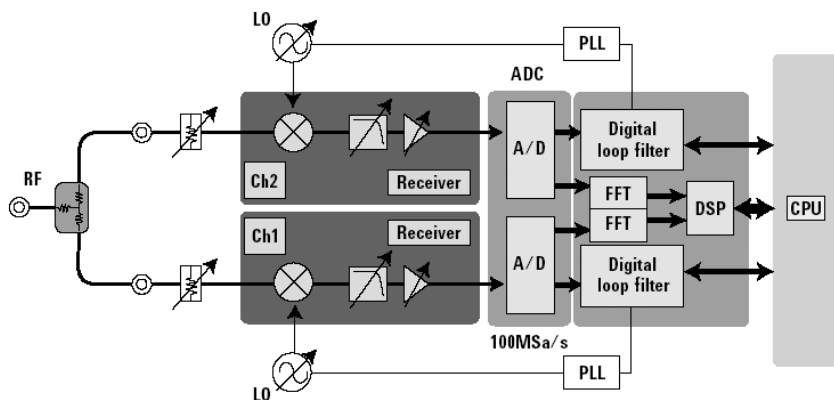 LO
PLL
ADC
RF
Ch2
Receiver
A/D
Digital
loop filter
FFT
FFT
DSP
CPU
Ch1
Receiver
A/D
Digital
loop filter
100MSa/s
LO
PLL